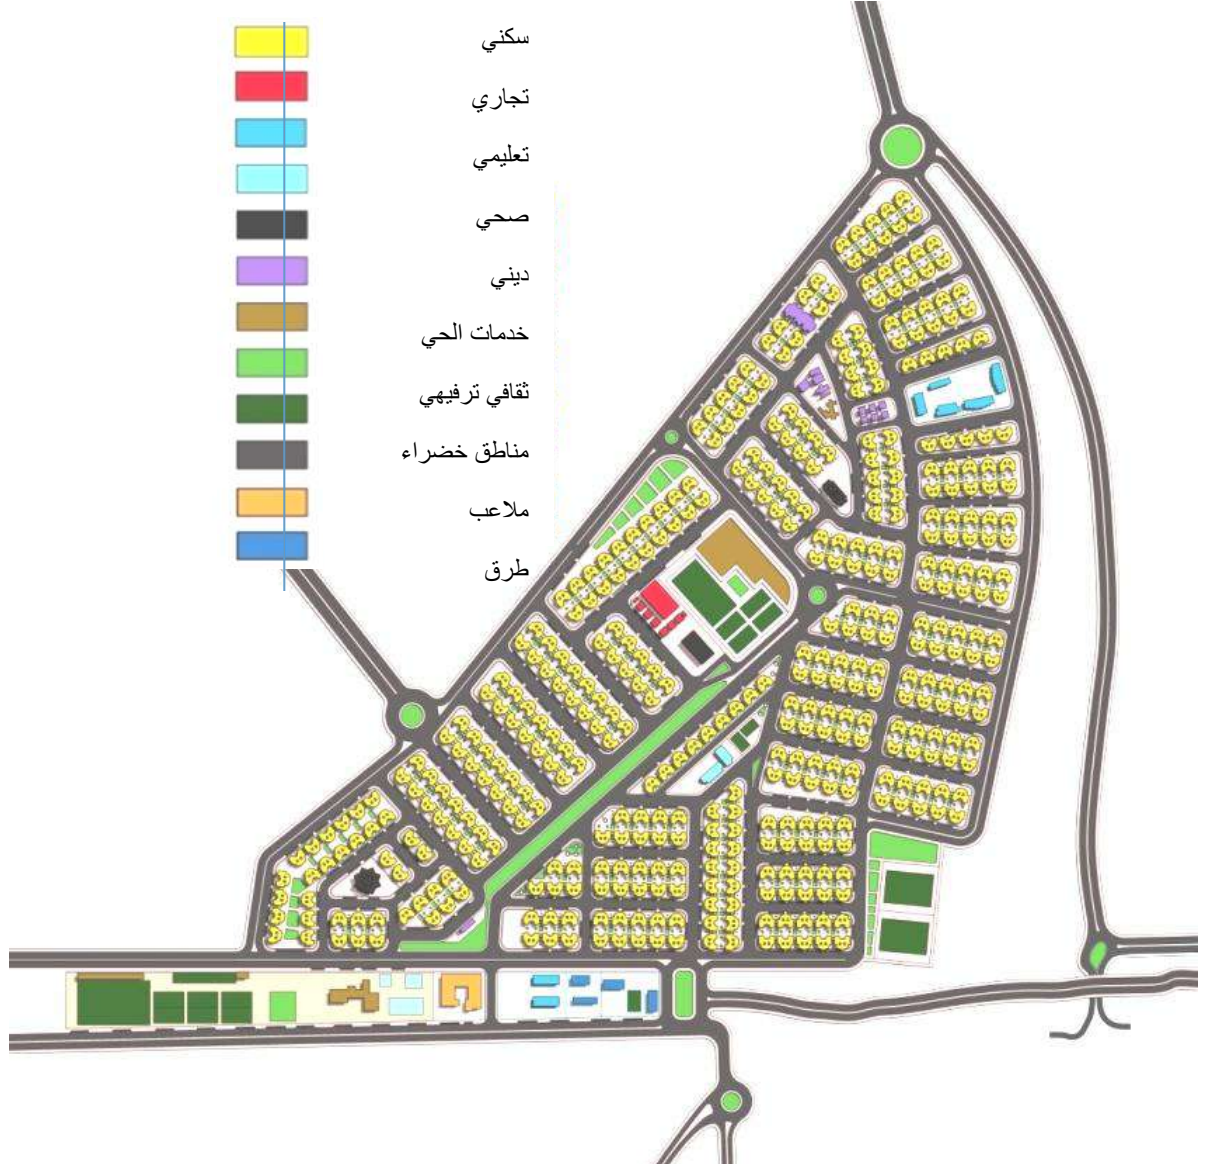 سكني
تجاري
تعليمي
صحي
ديني
خدمات الحي
ثقافي ترفيهي
مناطق خضراء
ملاعب
طرق